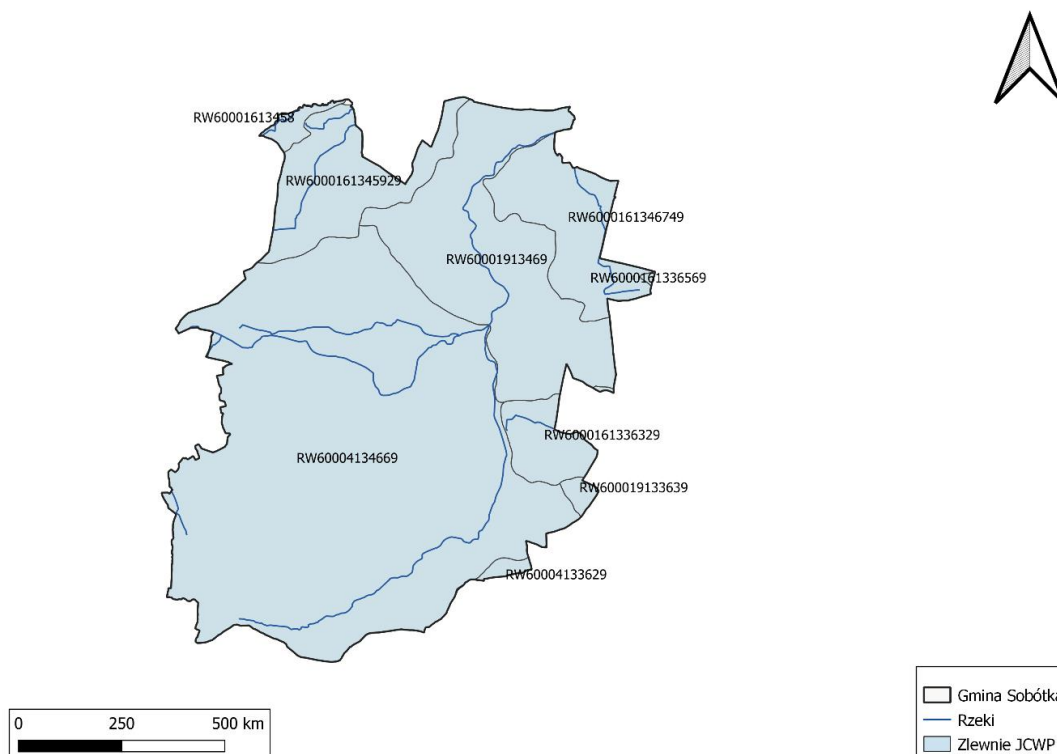 RW60001613458
RW6000161345929
RW6000161346749
RW60001913469
RW6000161336569
RW6000161336329
RW60004134669
RW600019133639
RW60004133629
0 250 500 km
Gmina Sobótka
Rzeki
Zlewnie JCWP